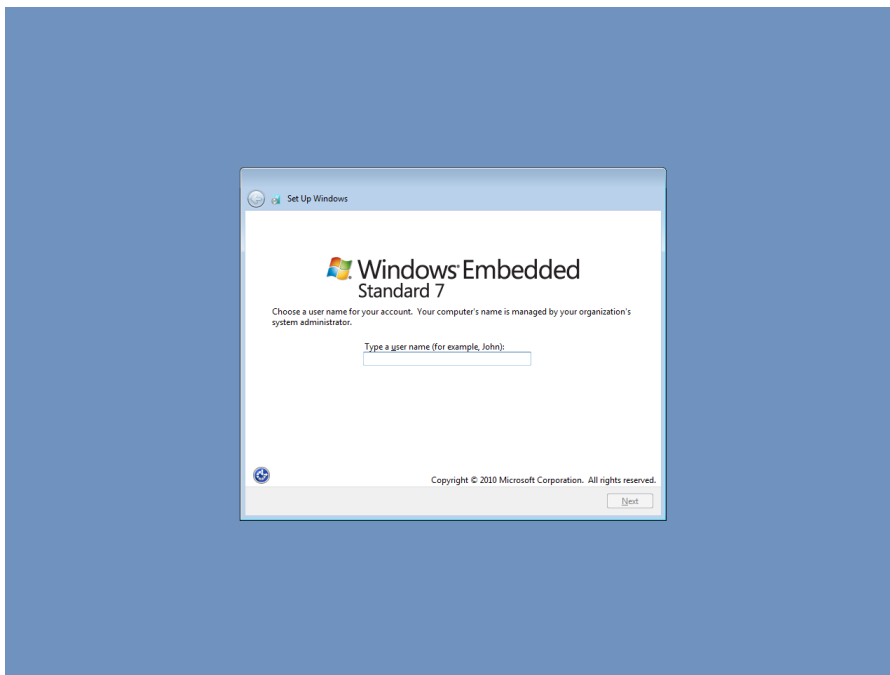 Set Up Windows
Windows Embedded
Standard 7
Choose a user name for your account. Your computer's name is managed by your organization's
system administrator.
Type a user name (for example, John):
Copyright © 2010 Microsoft Corporation. All rights reserved.
Next